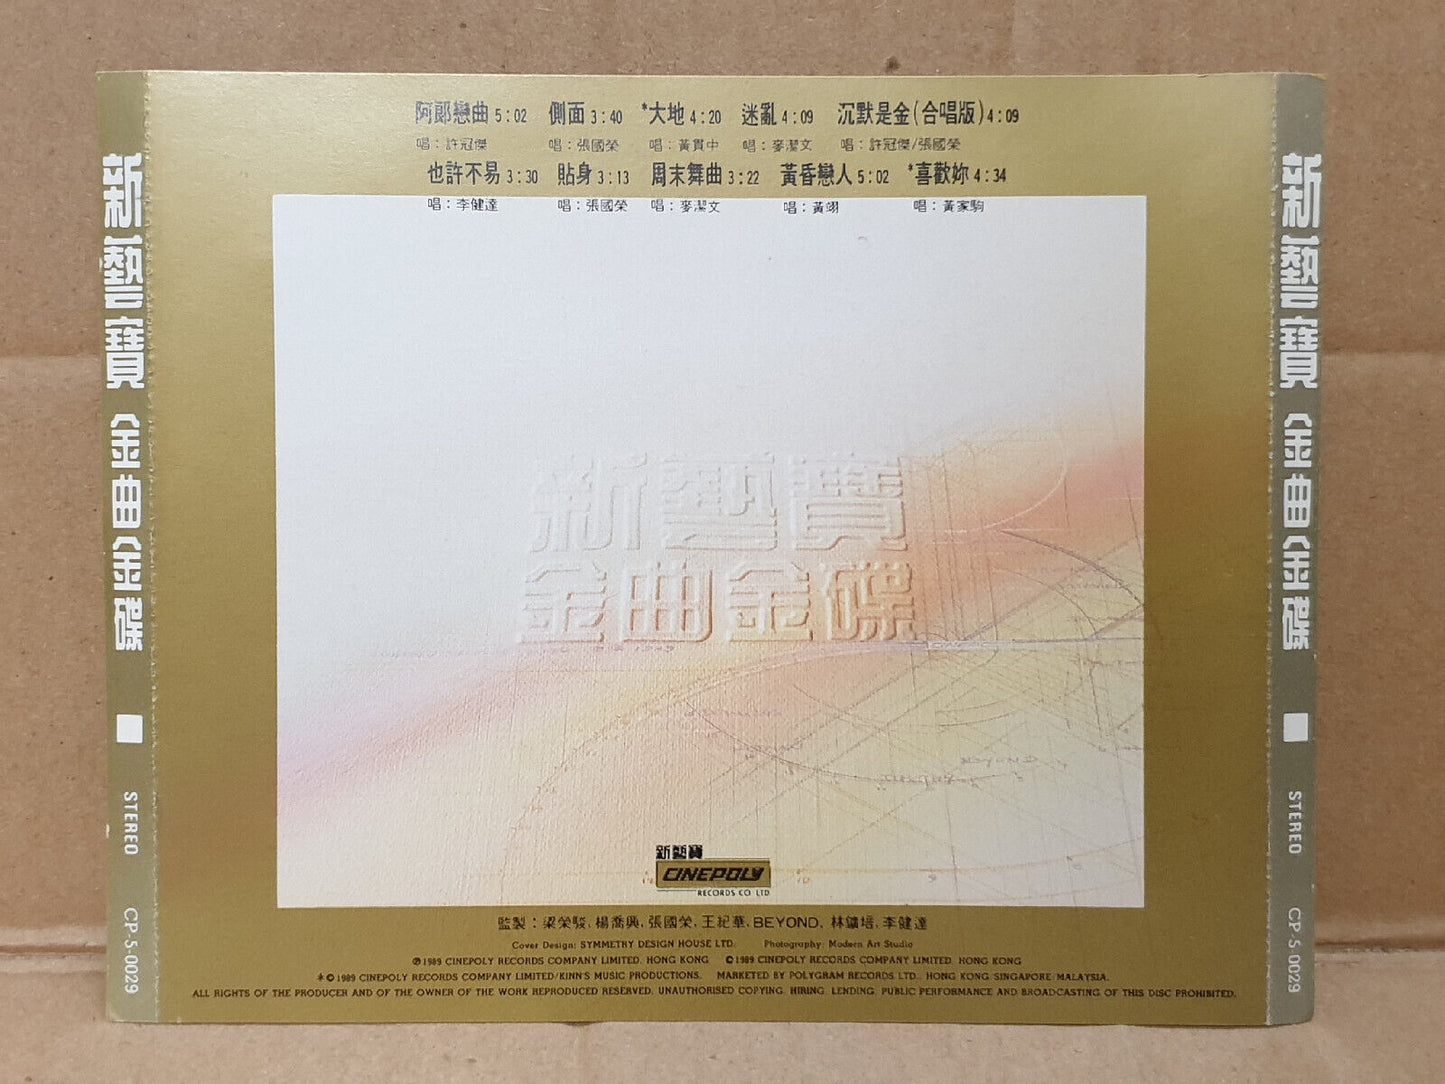 阿郎戀曲 5:02 側面 3:40 *大地 4:20 迷亂 4:09 沉默是金(合唱版) 4:09
唱：許冠傑 唱：張國榮 唱：黃貫中 唱：麥潔文 唱：許冠傑/張國榮
也許不易 3:30 貼身 3:13 周末舞曲 3:22 黃昏戀人 5:02 *喜歡妳 4:34
唱：李健達 唱：張國榮 唱：麥潔文 唱：黃翊 唱：黃家駒
新藝寶 金曲金碟 STEREO CP-5-0029
新藝寶
金曲金碟
新藝寶
CINEPOLY
RECORDS CO LTD
監製：梁榮駿, 楊喬興, 張國榮, 王紀華, BEYOND, 林鑛培, 李健達
Cover Design: SYMMETRY DESIGN HOUSE LTD. Photography: Modern Art Studio
℗1989 CINEPOLY RECORDS COMPANY LIMITED, HONG KONG ©1989 CINEPOLY RECORDS COMPANY LIMITED, HONG KONG
*©1989 CINEPOLY RECORDS COMPANY LIMITED/KINN'S MUSIC PRODUCTIONS. MARKETED BY POLYGRAM RECORDS LTD., HONG KONG/SINGAPORE/MALAYSIA.
ALL RIGHTS OF THE PRODUCER AND OF THE OWNER OF THE WORK REPRODUCED RESERVED. UNAUTHORISED COPYING, HIRING, LENDING, PUBLIC PERFORMANCE AND BROADCASTING OF THIS DISC PROHIBITED.
新藝寶 金曲金碟 STEREO CP-5-0029